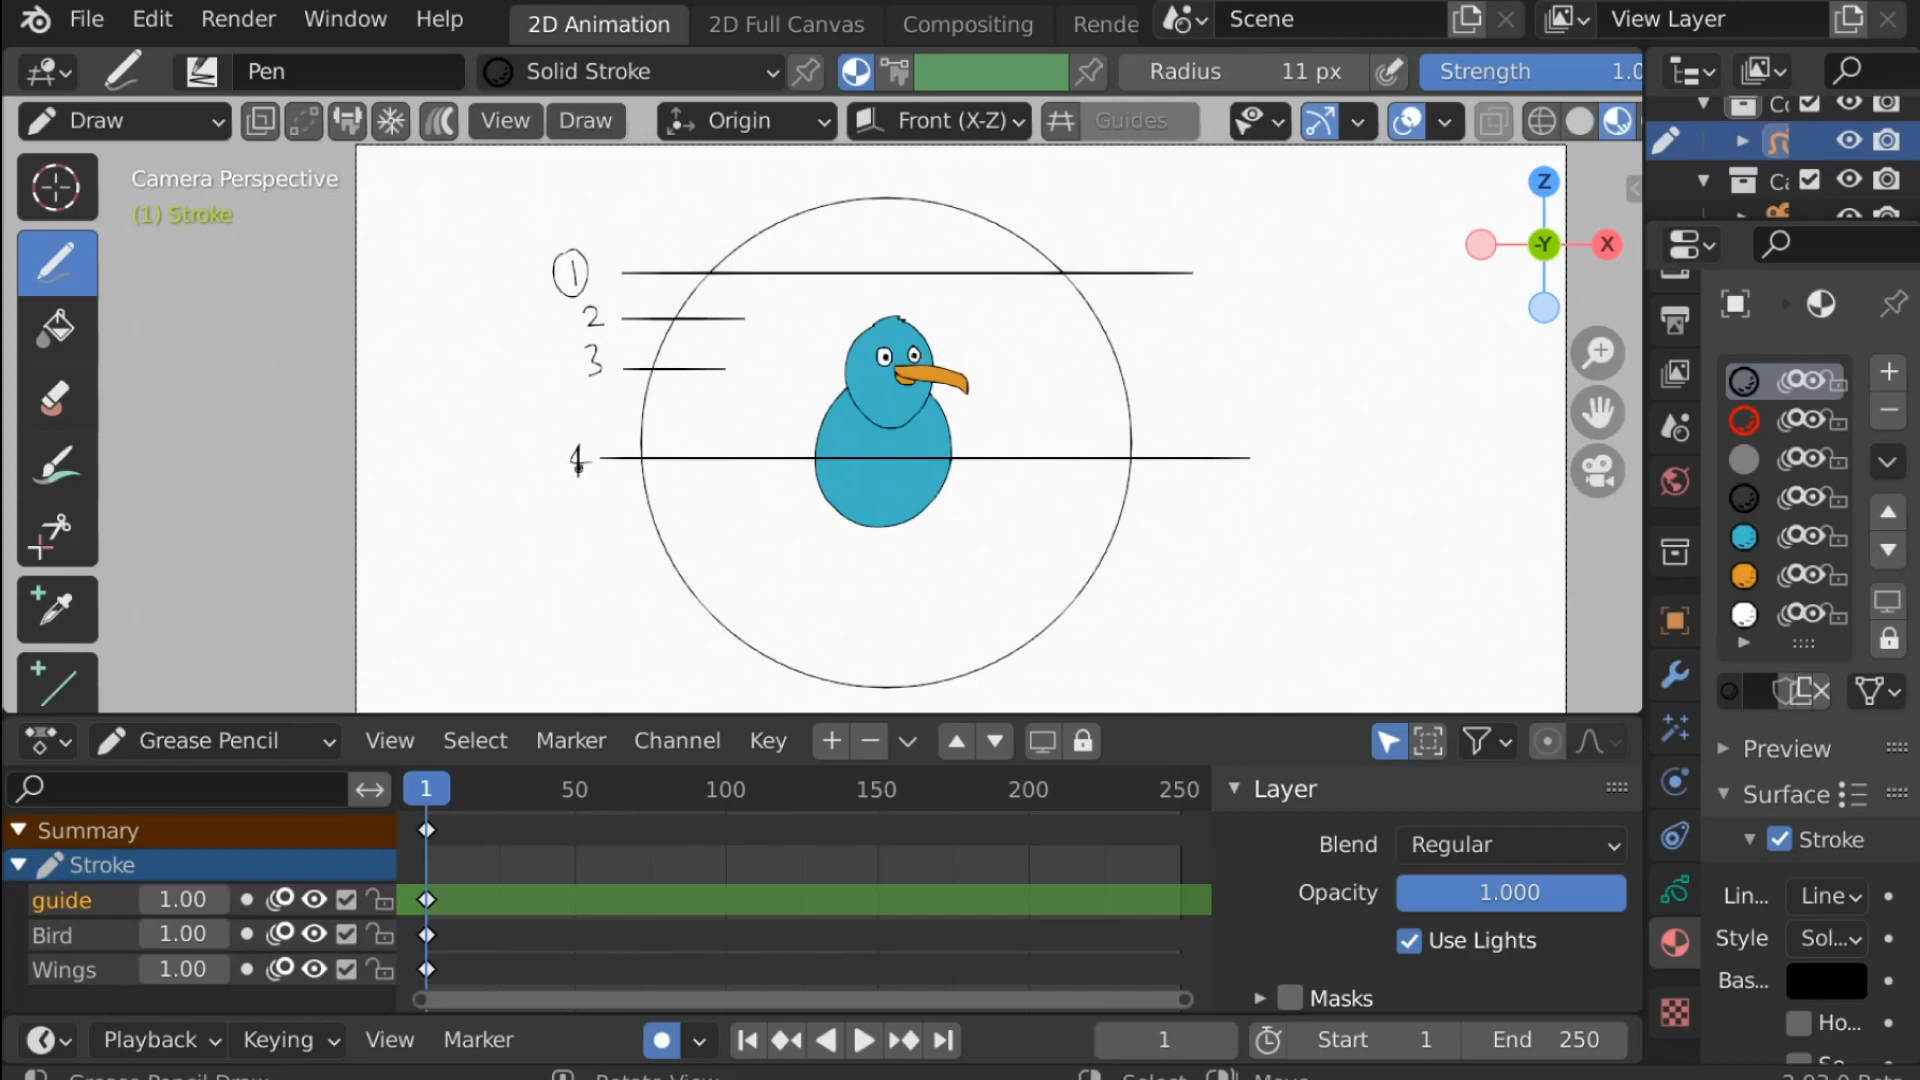 File Edit Render Window Help 2D Animation 2D Full Canvas Compositing Rende Scene View Layer
Pen Solid Stroke Radius 11 px Strength 1.0
Draw View Draw Origin Front (X-Z) Guides
Camera Perspective
(1) Stroke
Z
-Y X
1
2
3
4
Grease Pencil View Select Marker Channel Key
1 50 100 150 200 250
Layer
Summary
Stroke
guide 1.00
Bird 1.00
Wings 1.00
Blend Regular
Opacity 1.000
Use Lights
Masks
Preview
Surface
Stroke
Lin... Line
Style Sol...
Bas...
Ho...
Playback Keying View Marker 1 Start 1 End 250